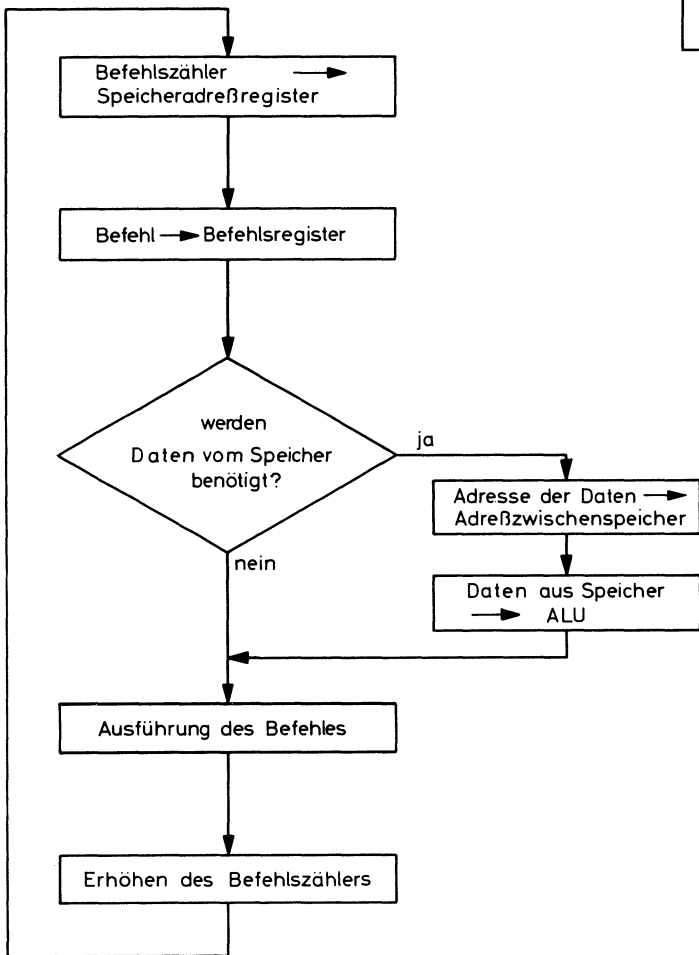 Befehlszähler →
Speicheradreßregister
Befehl → Befehlsregister
werden
Daten vom Speicher
benötigt?
ja
Adresse der Daten →
Adreßzwischenspeicher
Daten aus Speicher
→ ALU
nein
Ausführung des Befehles
Erhöhen des Befehlszählers